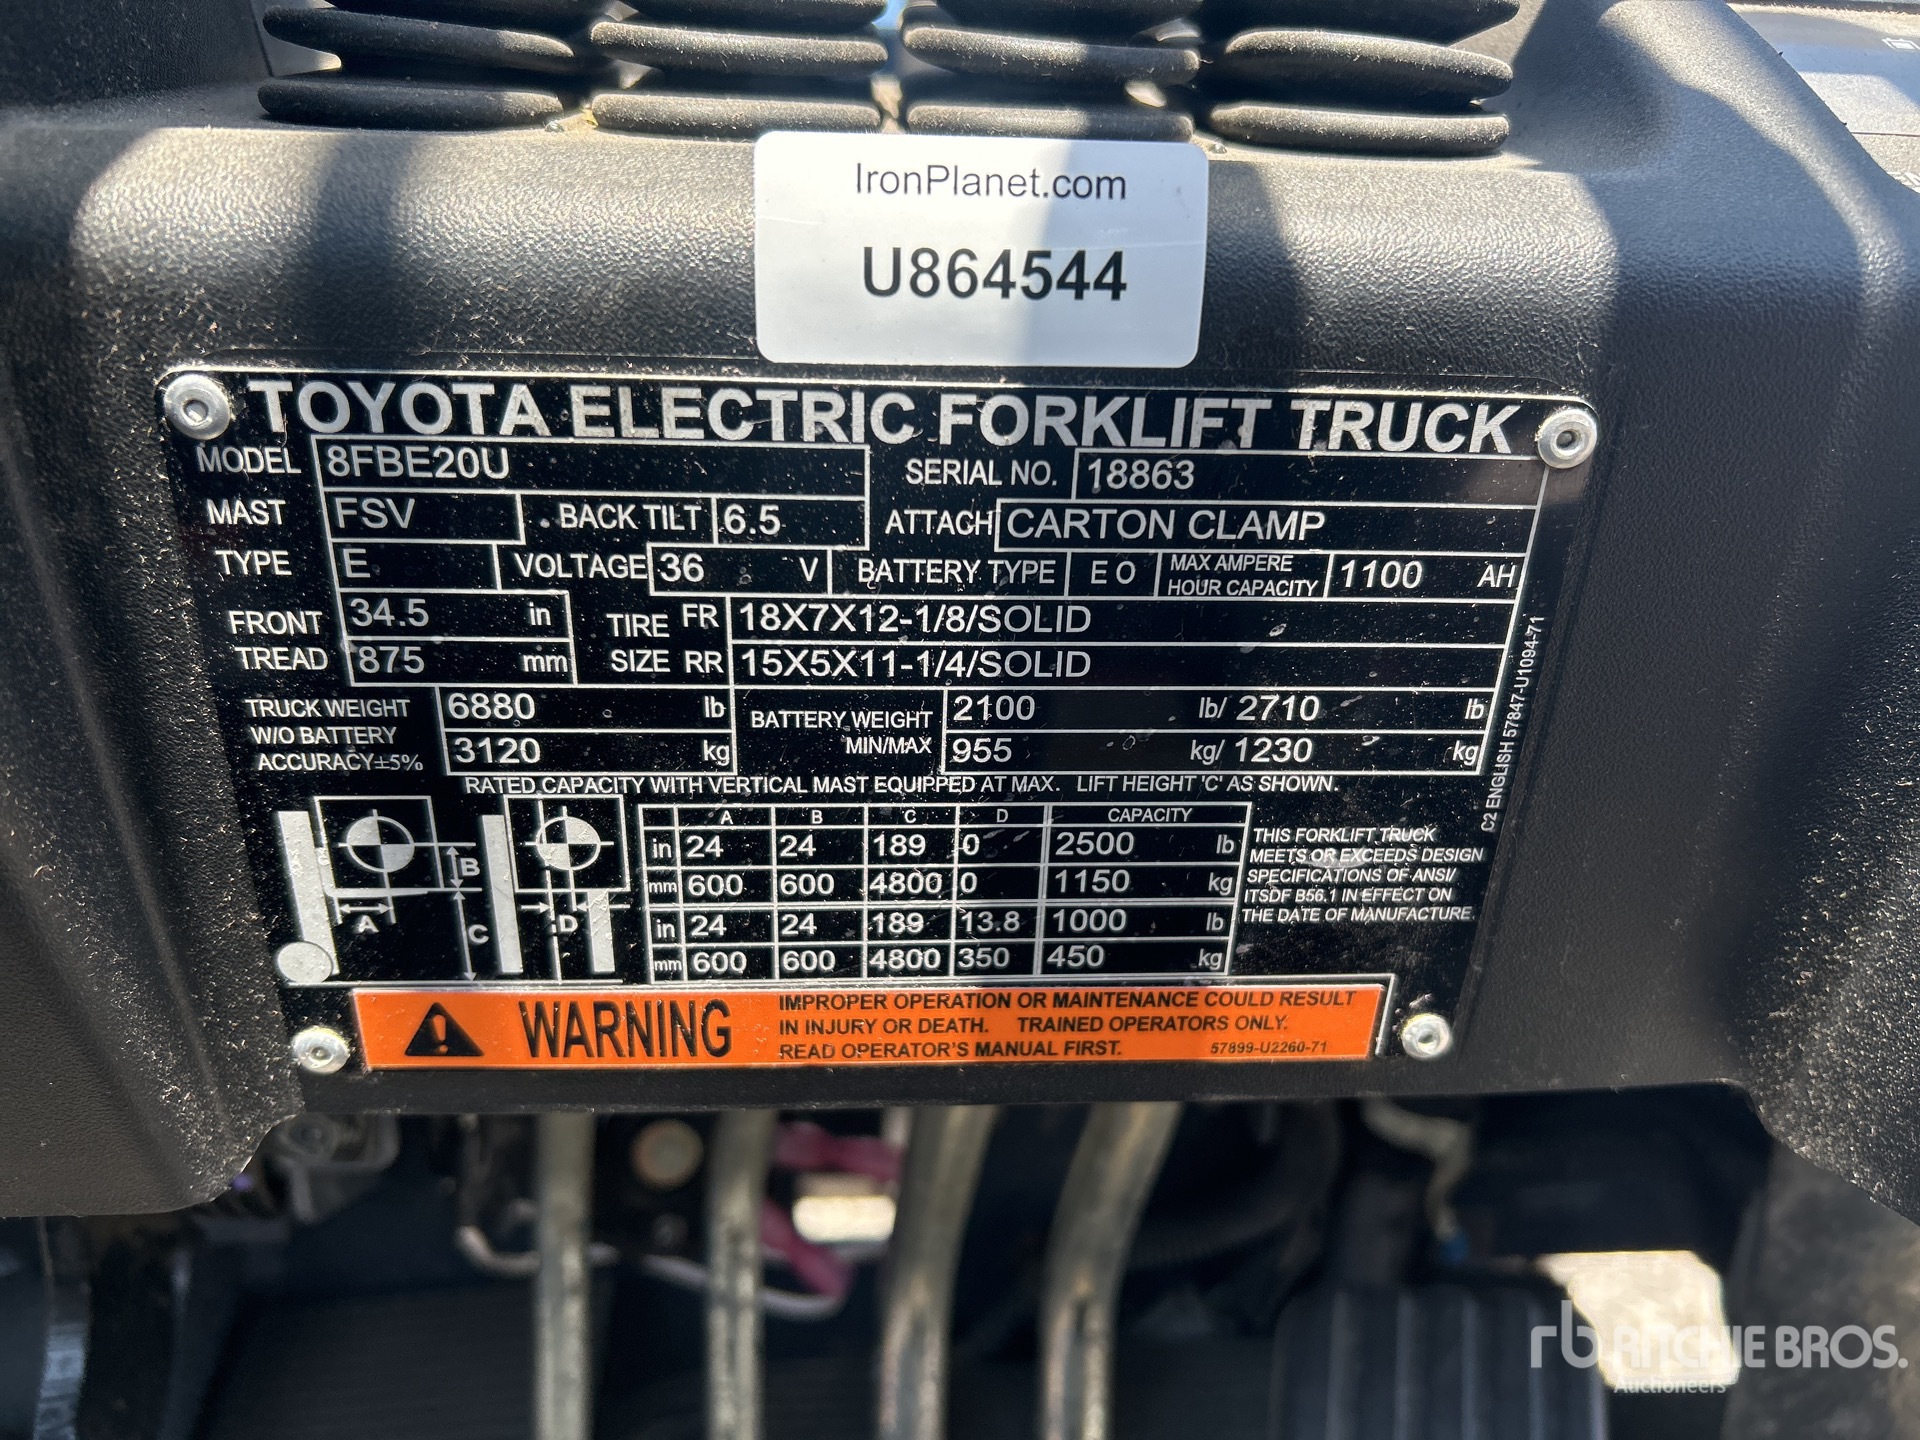 IronPlanet.com
U864544
TOYOTA ELECTRIC FORKLIFT TRUCK
MODEL 8FBE20U SERIAL NO. 18863
MAST FSV BACK TILT 6.5 ATTACH CARTON CLAMP
TYPE E VOLTAGE 36 V BATTERY TYPE E O MAX AMPERE HOUR CAPACITY 1100 AH
FRONT TREAD 34.5 in TIRE SIZE FR 18X7X12-1/8/SOLID
875 mm RR 15X5X11-1/4/SOLID
TRUCK WEIGHT W/O BATTERY ACCURACY±5% 6880 lb BATTERY WEIGHT MIN/MAX 2100 lb/ 2710 lb
3120 kg 955 kg/ 1230 kg
RATED CAPACITY WITH VERTICAL MAST EQUIPPED AT MAX. LIFT HEIGHT 'C' AS SHOWN.
A B C D CAPACITY
in 24 24 189 0 2500 lb
mm 600 600 4800 0 1150 kg
in 24 24 189 13.8 1000 lb
mm 600 600 4800 350 450 kg
B
A
C
D
THIS FORKLIFT TRUCK
MEETS OR EXCEEDS DESIGN
SPECIFICATIONS OF ANSI/
ITSDF B56.1 IN EFFECT ON
THE DATE OF MANUFACTURE.
C2 ENGLISH 57847-U1094-71
WARNING
IMPROPER OPERATION OR MAINTENANCE COULD RESULT
IN INJURY OR DEATH. TRAINED OPERATORS ONLY.
READ OPERATOR'S MANUAL FIRST. 57899-U2260-71
rb RITCHIE BROS.
Auctioneers